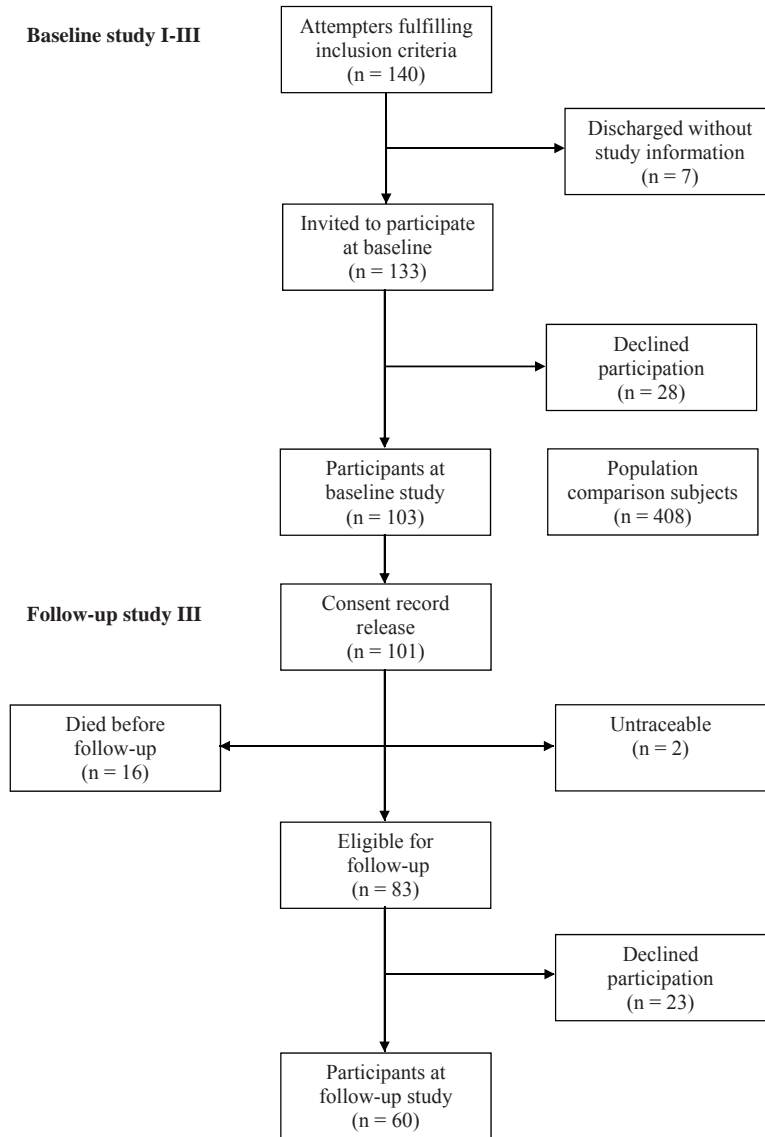 Baseline study I-III
Attempters fulfilling
inclusion criteria
(n = 140)
Discharged without
study information
(n = 7)
Invited to participate
at baseline
(n = 133)
Declined
participation
(n = 28)
Participants at
baseline study
(n = 103)
Population
comparison subjects
(n = 408)
Follow-up study III
Consent record
release
(n = 101)
Died before
follow-up
(n = 16)
Untraceable
(n = 2)
Eligible for
follow-up
(n = 83)
Declined
participation
(n = 23)
Participants at
follow-up study
(n = 60)